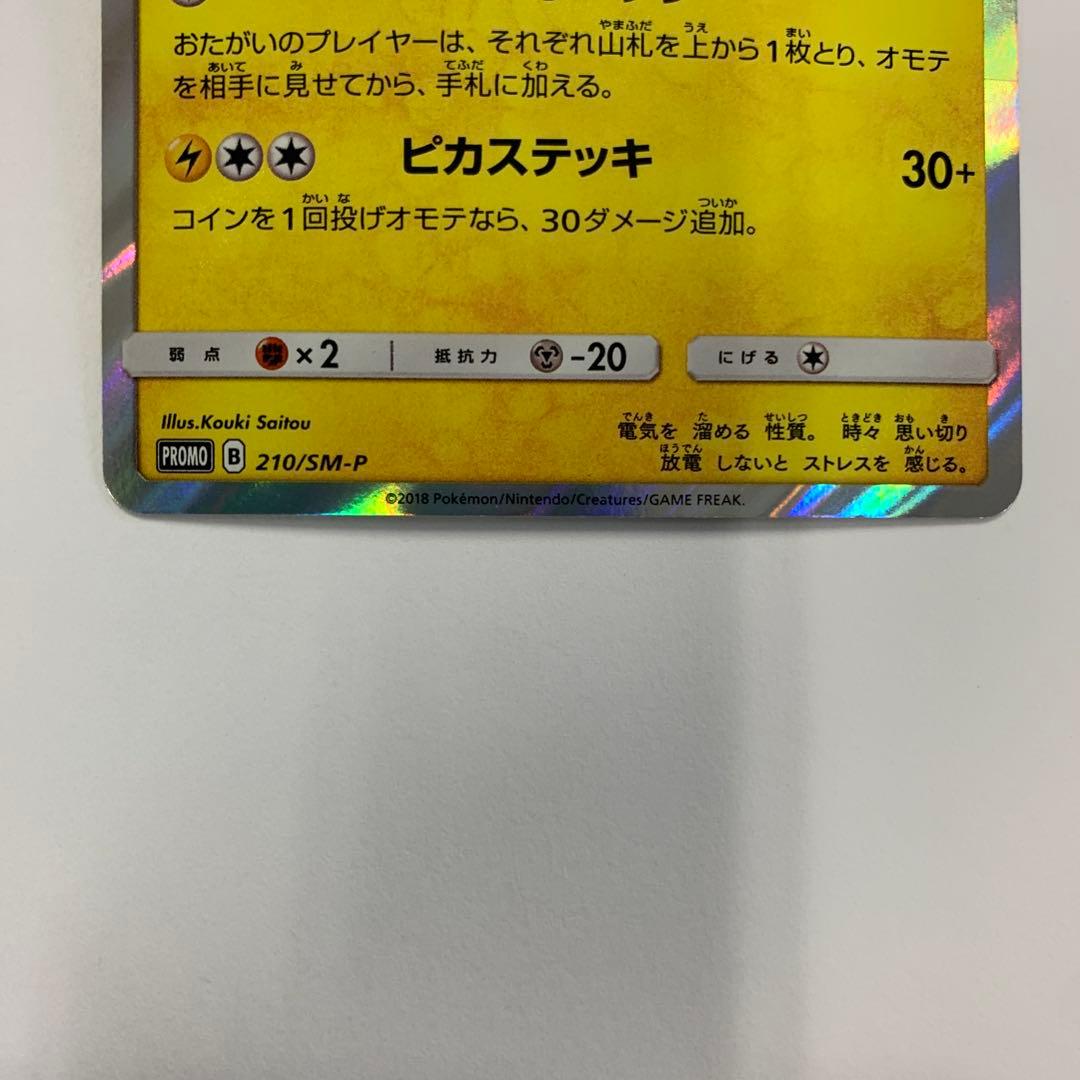 おたがいのプレイヤーは、それぞれ山札を上から1枚とり、オモテ
を相手に見せてから、手札に加える。
ピカステッキ 30+
コインを1回投げオモテなら、30ダメージ追加。
弱点 ×2 抵抗力 -20 にげる
Illus.Kouki Saitou
電気を 溜める 性質。 時々 思い切り
放電 しないと ストレスを 感じる。
PROMO B 210/SM-P
©2018 Pokémon/Nintendo/Creatures/GAME FREAK.